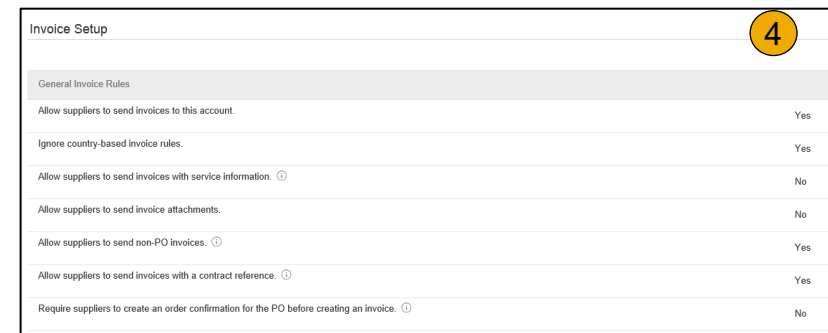 Invoice Setup
4
General Invoice Rules
Allow suppliers to send invoices to this account. Yes
Ignore country-based invoice rules. Yes
Allow suppliers to send invoices with service information. ⓘ No
Allow suppliers to send invoice attachments. No
Allow suppliers to send non-PO invoices. ⓘ Yes
Allow suppliers to send invoices with a contract reference. ⓘ Yes
Require suppliers to create an order confirmation for the PO before creating an invoice. ⓘ No